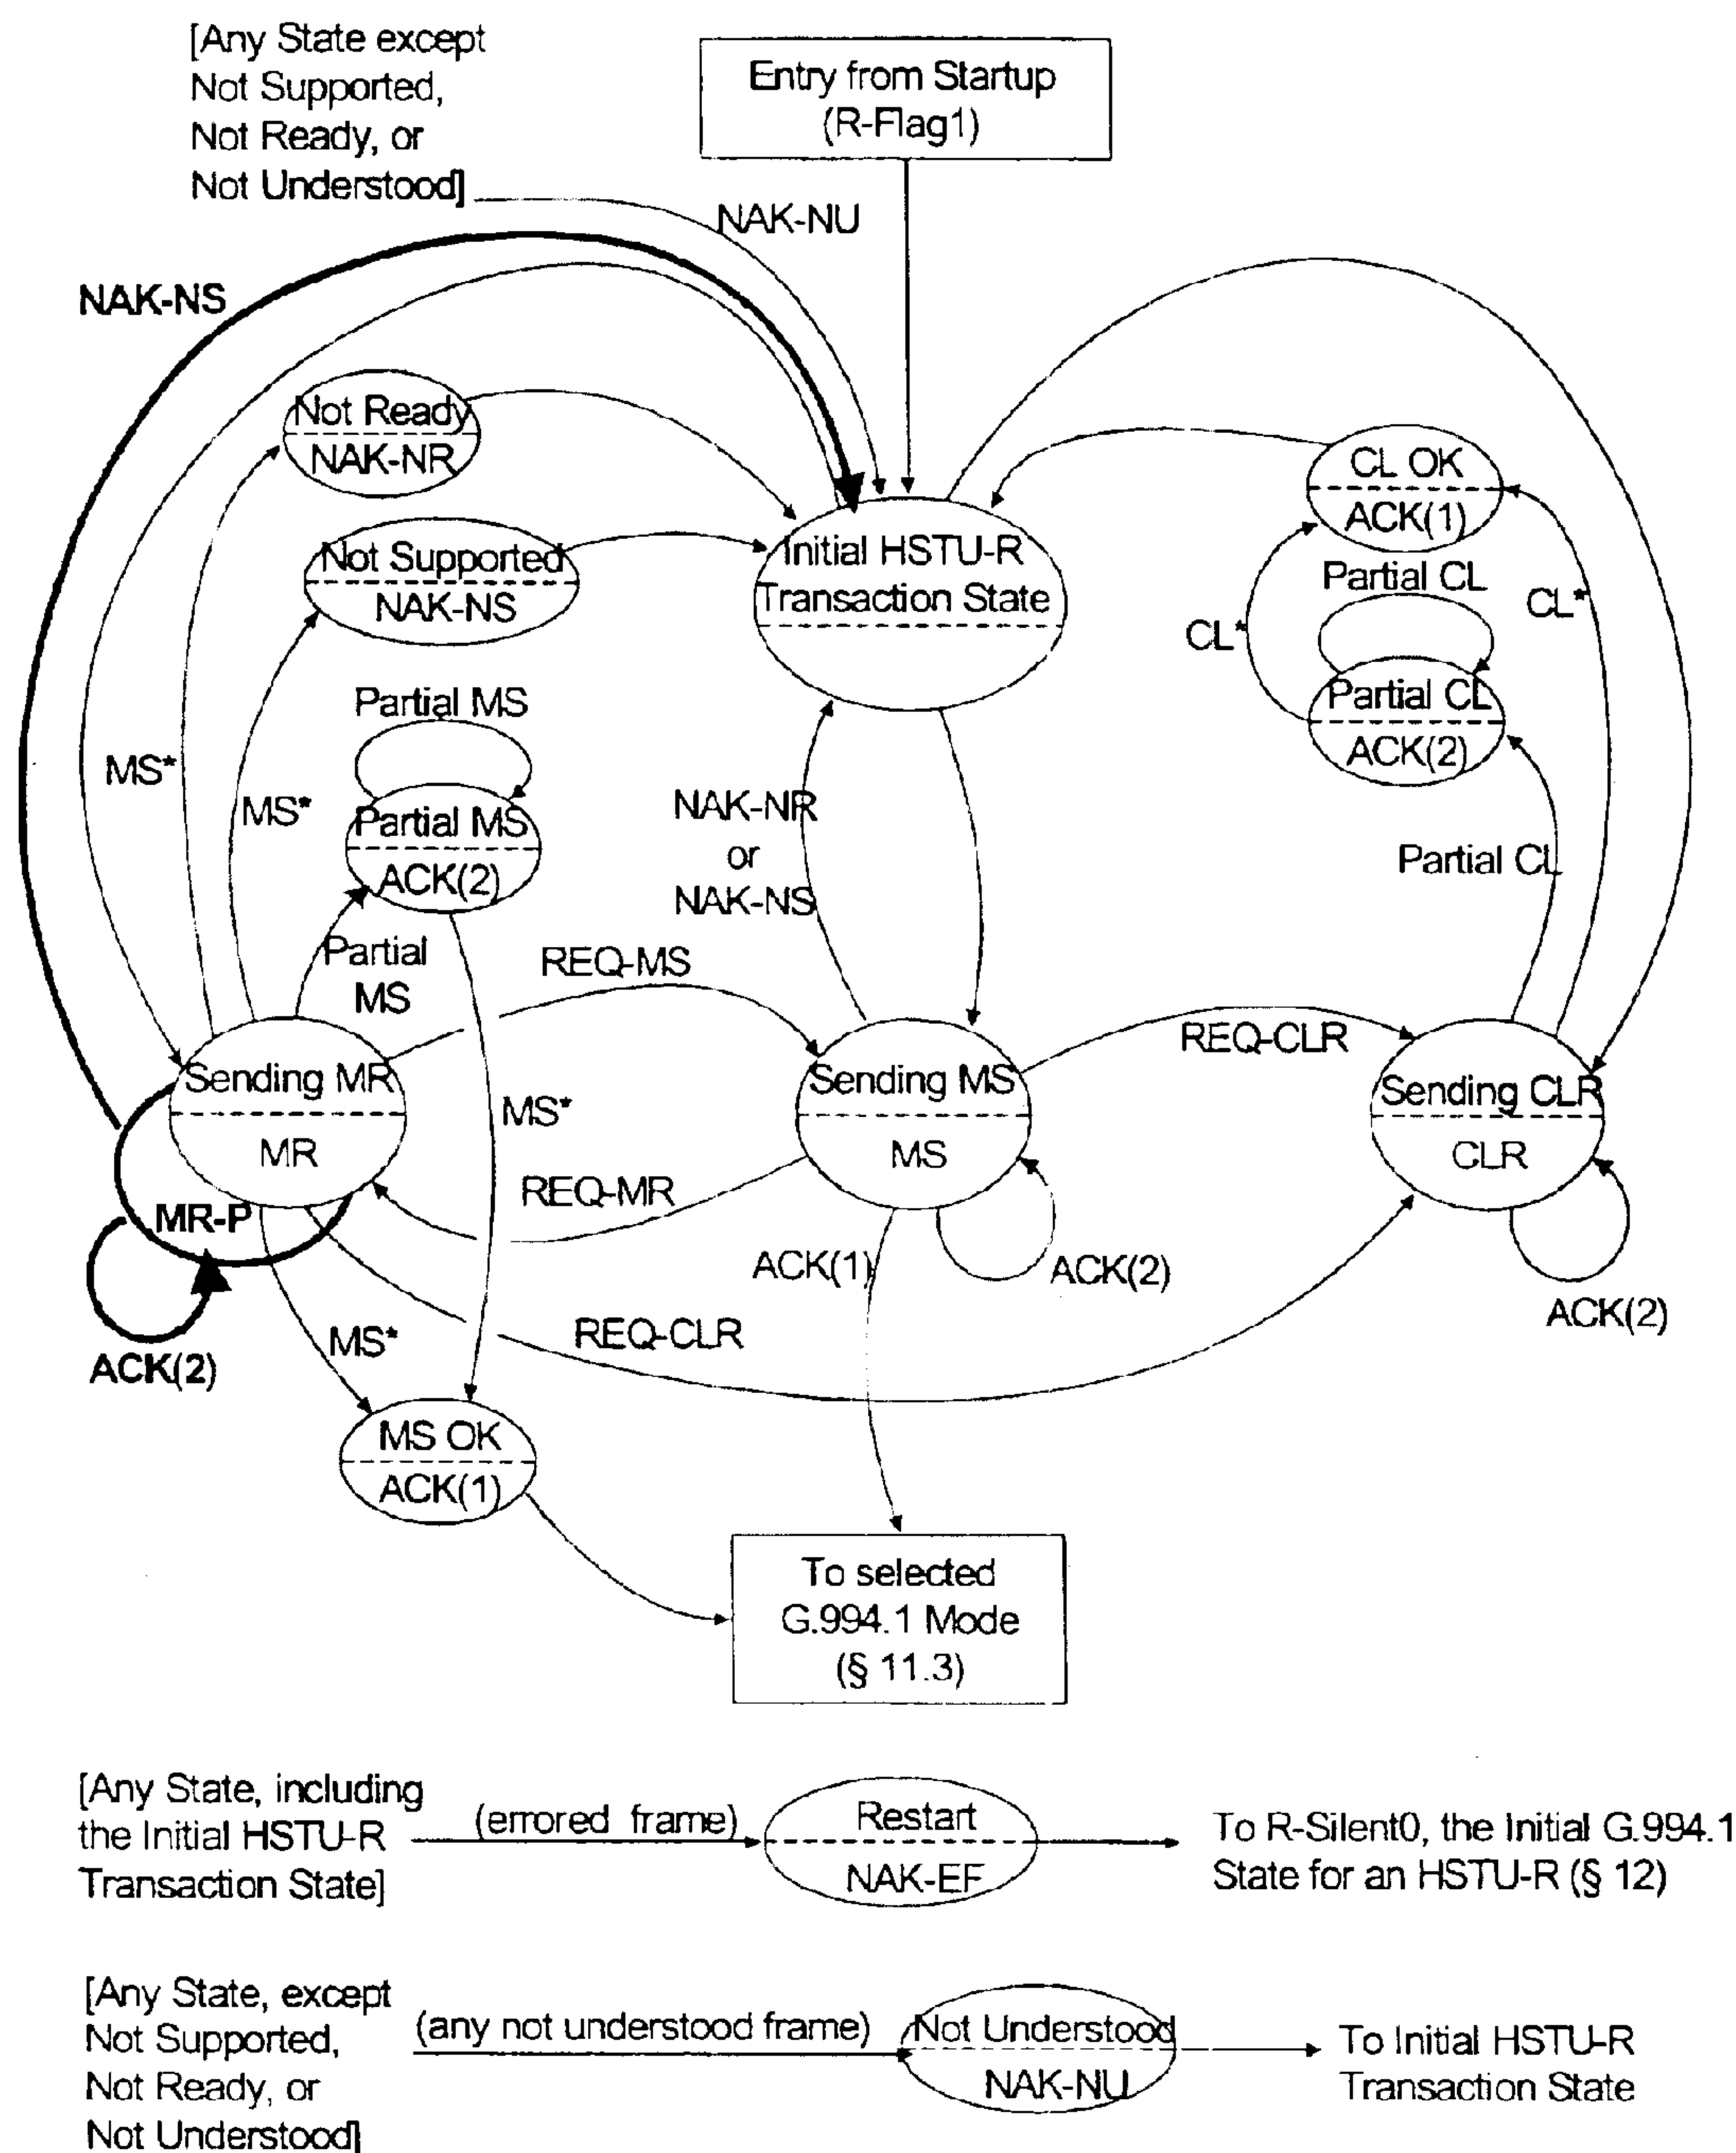 [Any State except
Not Supported,
Not Ready, or
Not Understood]
Entry from Startup
(R-Flag1)
NAK-NU
NAK-NS
Not Ready
NAK-NR
Not Supported
NAK-NS
Initial HSTU-R
Transaction State
CL OK
ACK(1)
Partial CL
CL*
CL*
Partial CL
ACK(2)
Partial CL
Partial MS
MS*
MS*
Partial MS
ACK(2)
Partial
MS
NAK-NR
or
NAK-NS
REQ-MS
REQ-CLR
Sending MR
MR
MS*
Sending MS
MS
Sending CLR
CLR
REQ-MR
MR-P
ACK(2)
ACK(1)
ACK(2)
ACK(2)
MS*
REQ-CLR
MS OK
ACK(1)
To selected
G.994.1 Mode
(§ 11.3)
[Any State, including
the Initial HSTU-R
Transaction State]
(errored frame)
Restart
NAK-EF
To R-Silent0, the Initial G.994.1
State for an HSTU-R (§ 12)
[Any State, except
Not Supported,
Not Ready, or
Not Understood]
(any not understood frame)
Not Understood
NAK-NU
To Initial HSTU-R
Transaction State